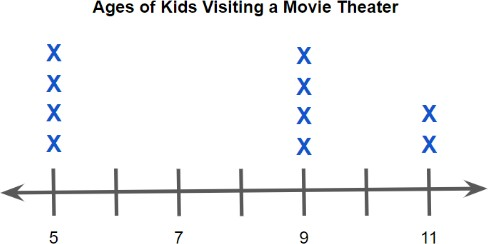 Ages of Kids Visiting a Movie Theater
X X
X X
X X X
X X X
5 7 9 11